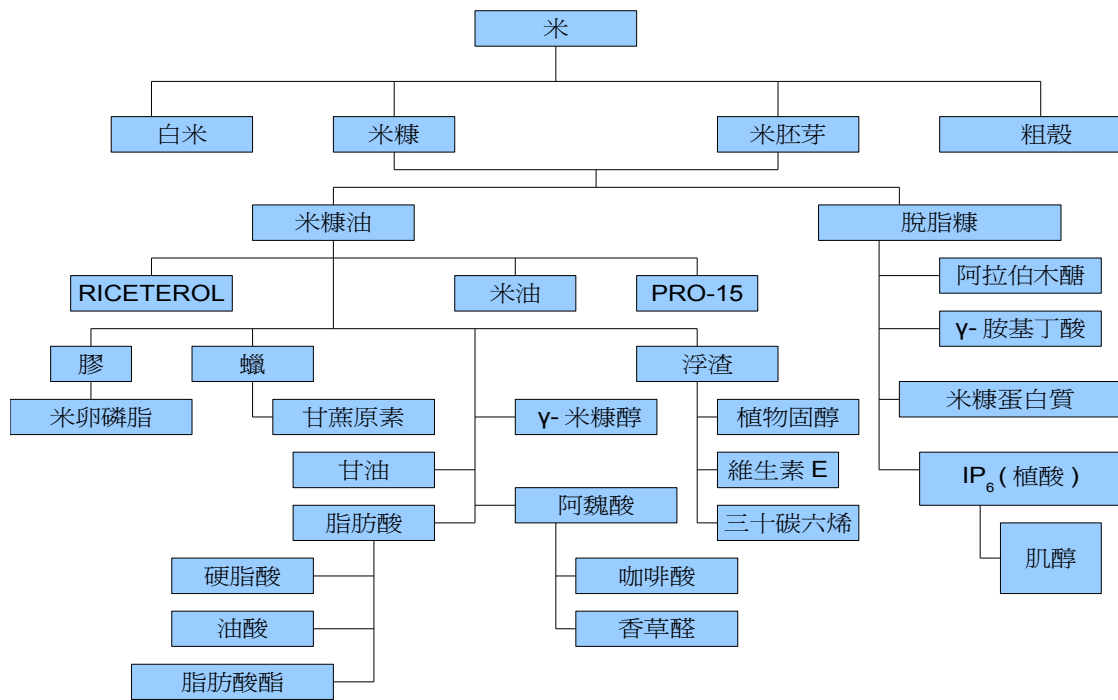 米
白米
米糠
米胚芽
粗殼
米糠油
脫脂糠
RICETEROL
米油
PRO-15
阿拉伯木醣
γ-胺基丁酸
膠
蠟
浮渣
米卵磷脂
甘蔗原素
γ-米糠醇
植物固醇
米糠蛋白質
甘油
維生素 E
IP₆ ( 植酸 )
脂肪酸
阿魏酸
三十碳六烯
硬脂酸
咖啡酸
肌醇
油酸
香草醛
脂肪酸酯